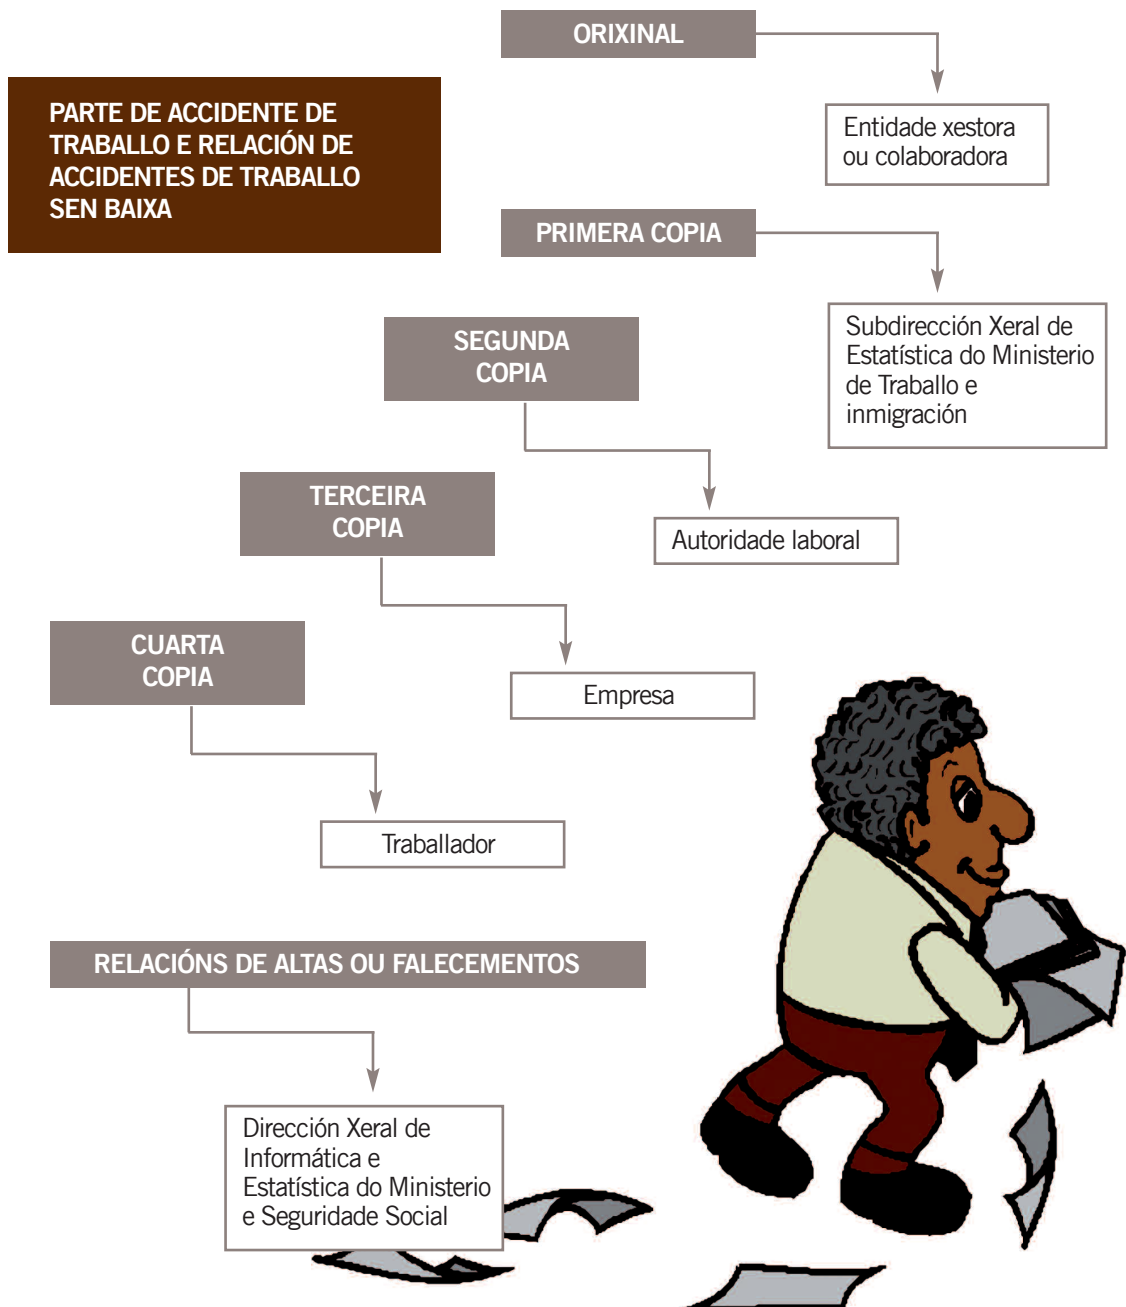 PARTE DE ACCIDENTE DE
TRABALLO E RELACIÓN DE
ACCIDENTES DE TRABALLO
SEN BAIXA
ORIXINAL
Entidade xestora
ou colaboradora
PRIMERA COPIA
Subdirección Xeral de
Estatística do Ministerio
de Traballo e
inmigración
SEGUNDA
COPIA
Autoridade laboral
TERCEIRA
COPIA
Empresa
CUARTA
COPIA
Traballador
RELACIÓNS DE ALTAS OU FALECEMENTOS
Dirección Xeral de
Informática e
Estatística do Ministerio
e Seguridade Social